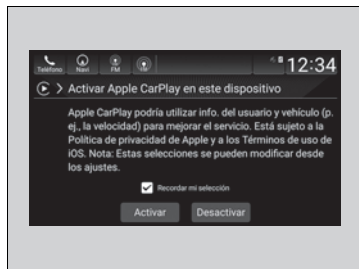 Teléfono Navi FM 12:34
Activar Apple CarPlay en este dispositivo
Apple CarPlay podría utilizar info. del usuario y vehículo (p.
ej., la velocidad) para mejorar el servicio. Está sujeto a la
Política de privacidad de Apple y a los Términos de uso de
iOS. Nota: Estas selecciones se pueden modificar desde
los ajustes.
Recordar mi selección
Activar Desactivar